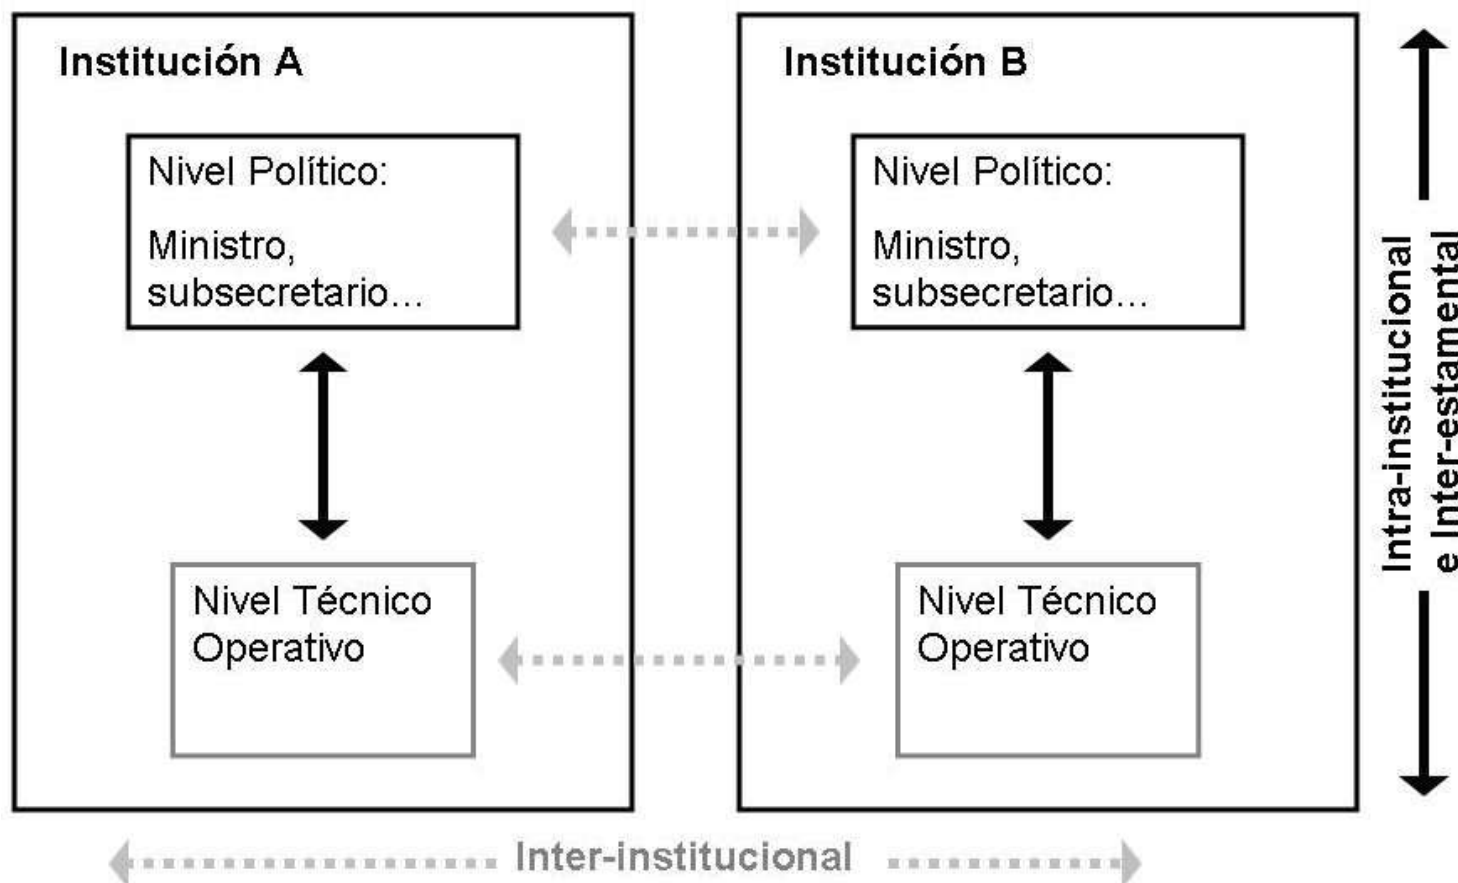 Institución A
Nivel Político:
Ministro,
subsecretario…
Nivel Técnico
Operativo
Institución B
Nivel Político:
Ministro,
subsecretario…
Nivel Técnico
Operativo
Intra-institucional
e Inter-estamental
Inter-institucional